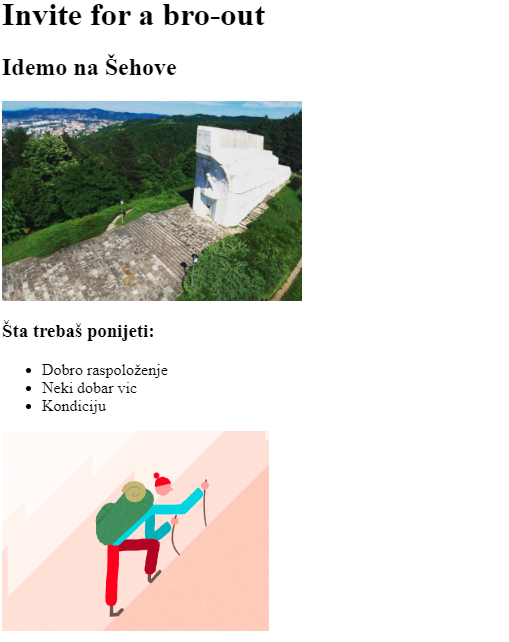 Invite for a bro-out
Idemo na Šehove
Šta trebaš ponijeti:
Dobro raspoloženje
Neki dobar vic
Kondiciju